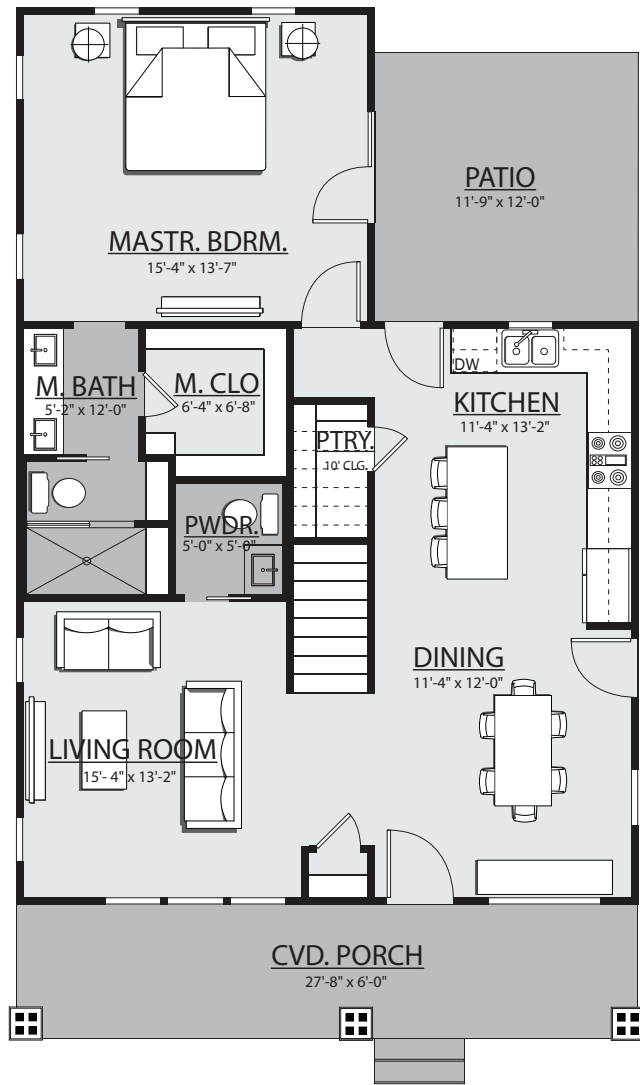 PATIO
11'-9" x 12'-0"
MASTR. BDRM.
15'-4" x 13'-7"
DW
M. BATH
5'-2" x 12'-0"
M. CLO
6'-4" x 6'-8"
KITCHEN
11'-4" x 13'-2"
PTRY.
10' CLG.
PWDR.
5'-0" x 5'-0"
DINING
11'-4" x 12'-0"
LIVING ROOM
15'- 4" x 13'-2"
CVD. PORCH
27'-8" x 6'-0"